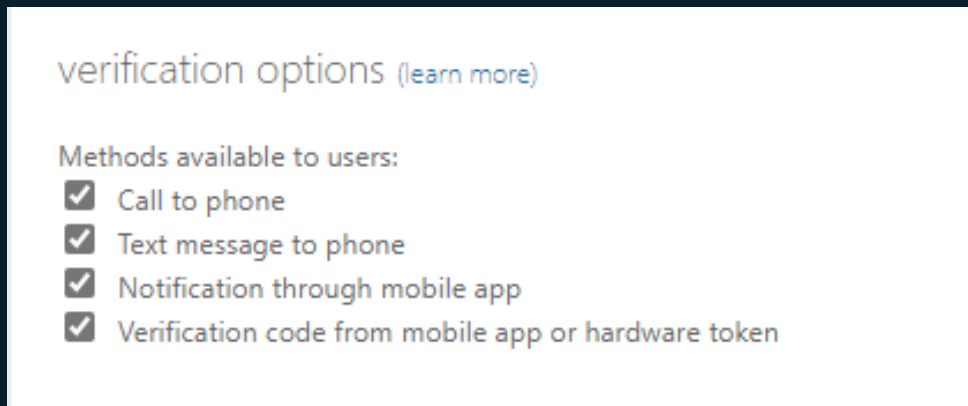 verification options (learn more)
Methods available to users:
Call to phone
Text message to phone
Notification through mobile app
Verification code from mobile app or hardware token